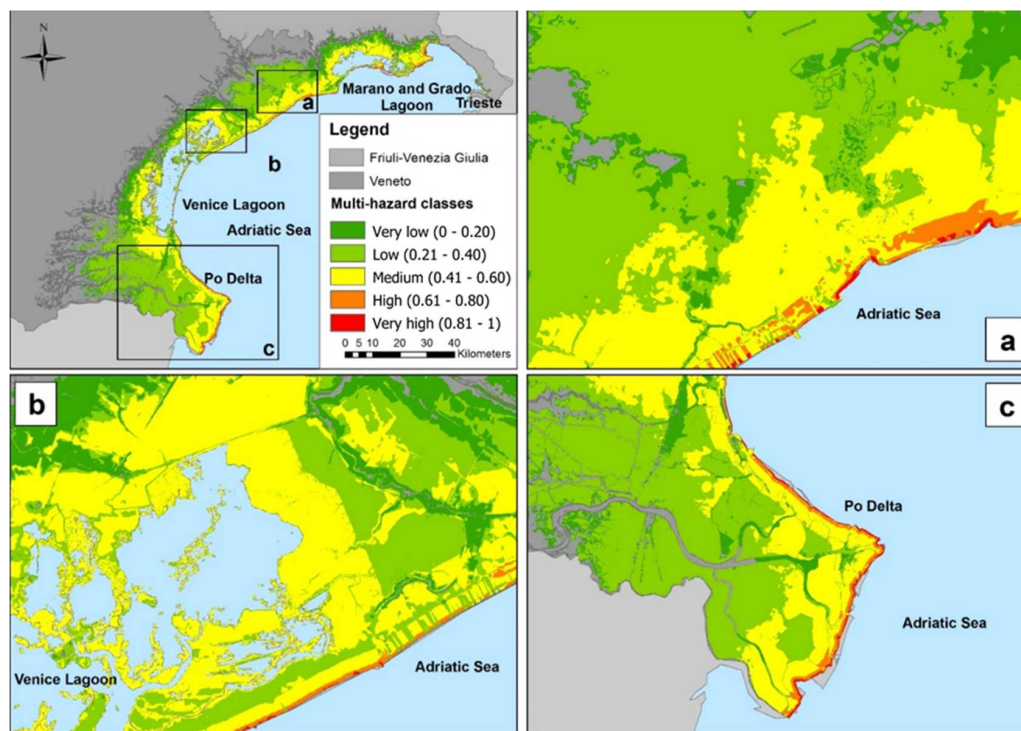 N
a
Marano and Grado
Lagoon
Trieste
b
Venice Lagoon
Adriatic Sea
Po Delta
c
Legend
Friuli-Venezia Giulia
Veneto
Multi-hazard classes
Very low (0 - 0.20)
Low (0.21 - 0.40)
Medium (0.41 - 0.60)
High (0.61 - 0.80)
Very high (0.81 - 1)
0 5 10 20 30 40
Kilometers
Adriatic Sea
a
b
Venice Lagoon
Adriatic Sea
c
Po Delta
Adriatic Sea